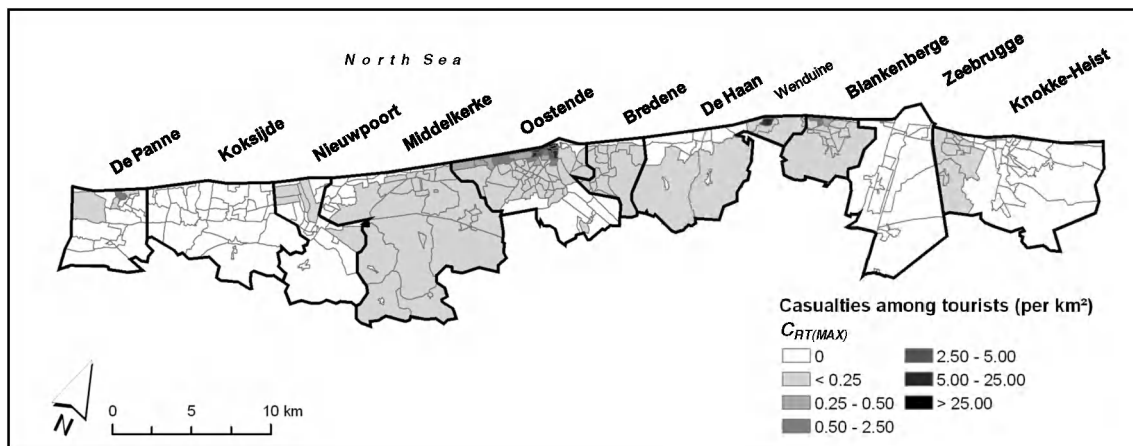 North Sea
De Panne
Koksijde
Nieuwpoort
Middelkerke
Oostende
Bredene
De Haan
Wenduine
Blankenberge
Zeebrugge
Knokke-Heist
Casualties among tourists (per km²)
CRT(MAX)
0
< 0.25
0.25 - 0.50
0.50 - 2.50
2.50 - 5.00
5.00 - 25.00
> 25.00
N
0 5 10 km